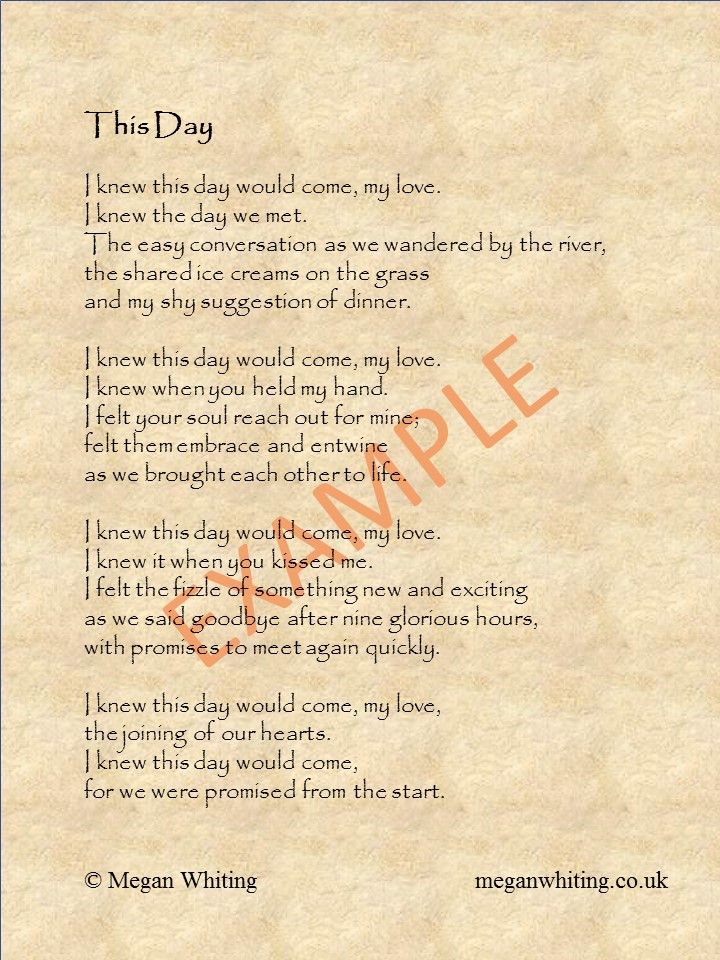 This Day
I knew this day would come, my love.
I knew the day we met.
The easy conversation as we wandered by the river,
the shared ice creams on the grass
and my shy suggestion of dinner.
I knew this day would come, my love.
I knew when you held my hand.
I felt your soul reach out for mine;
felt them embrace and entwine
as we brought each other to life.
I knew this day would come, my love.
I knew it when you kissed me.
I felt the fizzle of something new and exciting
as we said goodbye after nine glorious hours,
with promises to meet again quickly.
I knew this day would come, my love,
the joining of our hearts.
I knew this day would come,
for we were promised from the start.
EXAMPLE
© Megan Whiting
meganwhiting.co.uk